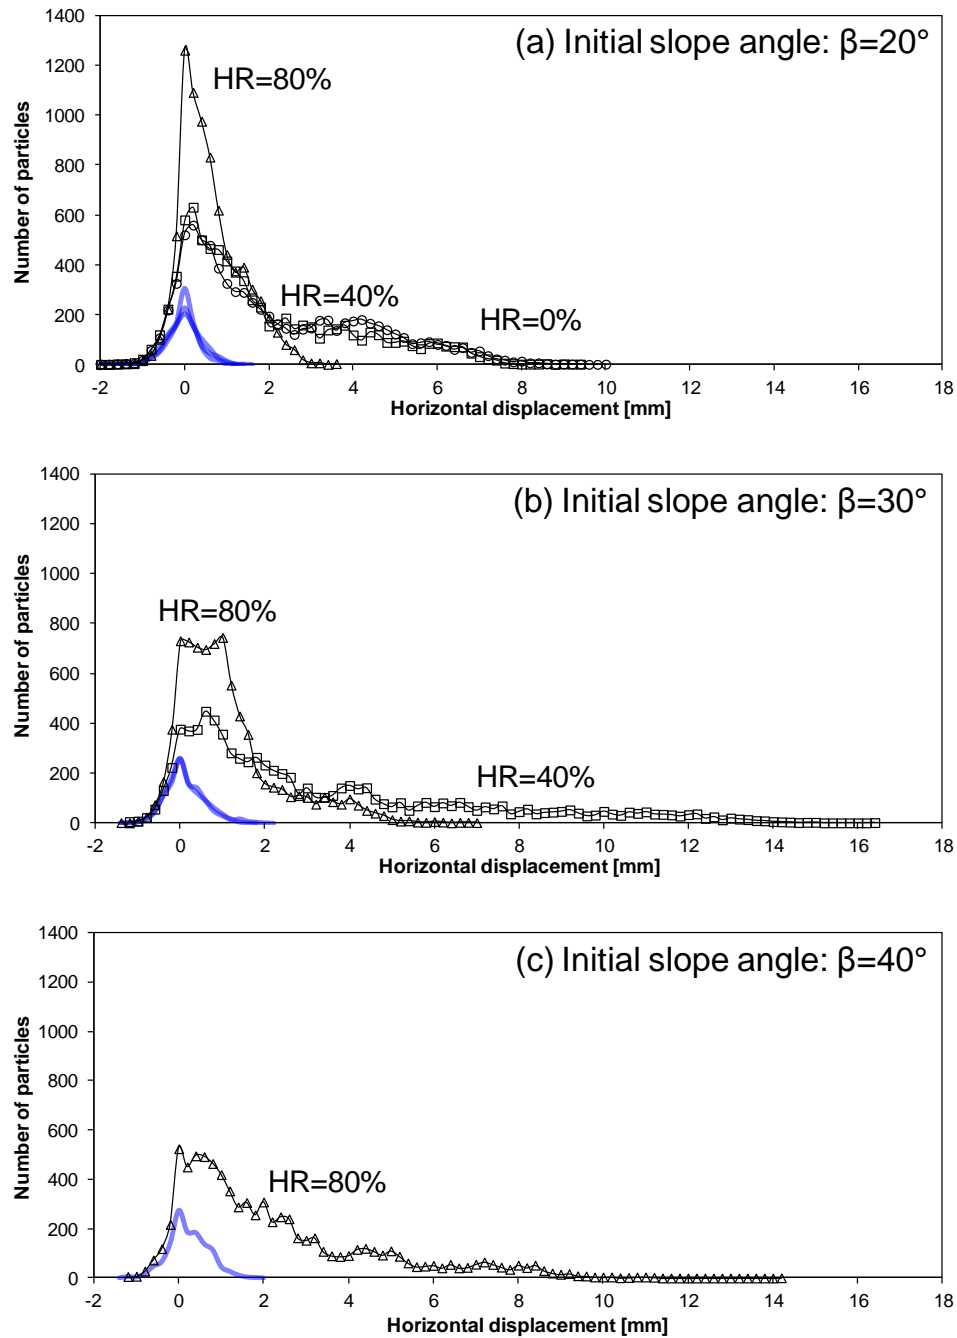 1400
(a) Initial slope angle: β=20°
1200
HR=80%
1000
800
600
400
HR=40%
200
HR=0%
0
Number of particles
-2 0 2 4 6 8 10 12 14 16 18
Horizontal displacement [mm]
1400
(b) Initial slope angle: β=30°
1200
1000
800
HR=80%
600
400
200
HR=40%
0
Number of particles
-2 0 2 4 6 8 10 12 14 16 18
Horizontal displacement [mm]
1400
(c) Initial slope angle: β=40°
1200
1000
800
600
400
HR=80%
200
0
Number of particles
-2 0 2 4 6 8 10 12 14 16 18
Horizontal displacement [mm]